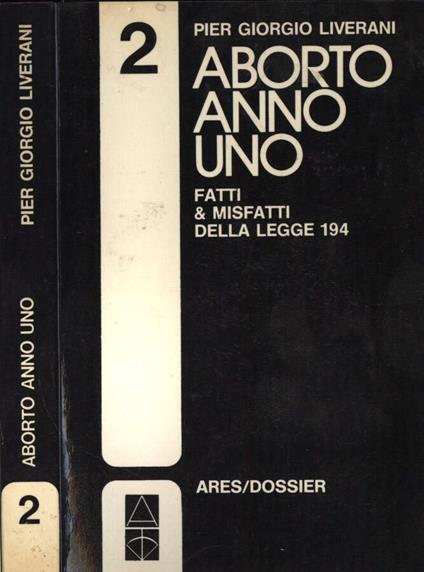 PIER GIORGIO LIVERANI
ABORTO ANNO UNO
2
2
PIER GIORGIO LIVERANI
ABORTO
ANNO
UNO
FATTI
& MISFATTI
DELLA LEGGE 194
ARES/DOSSIER